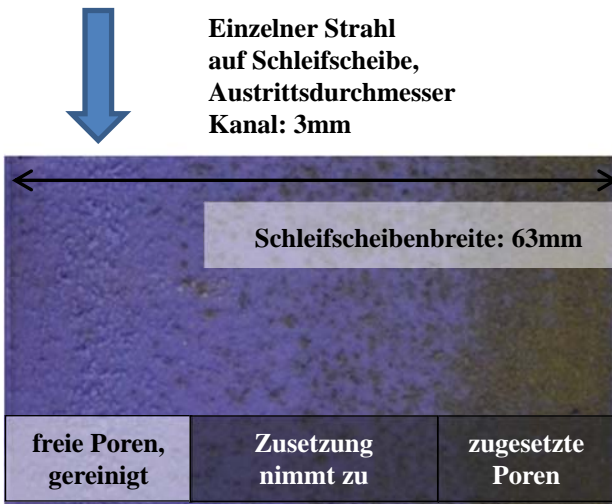 Einzelner Strahl
auf Schleifscheibe,
Austrittsdurchmesser
Kanal: 3mm
Schleifscheibenbreite: 63mm
freie Poren,
gereinigt
Zusetzung
nimmt zu
zugesetzte
Poren